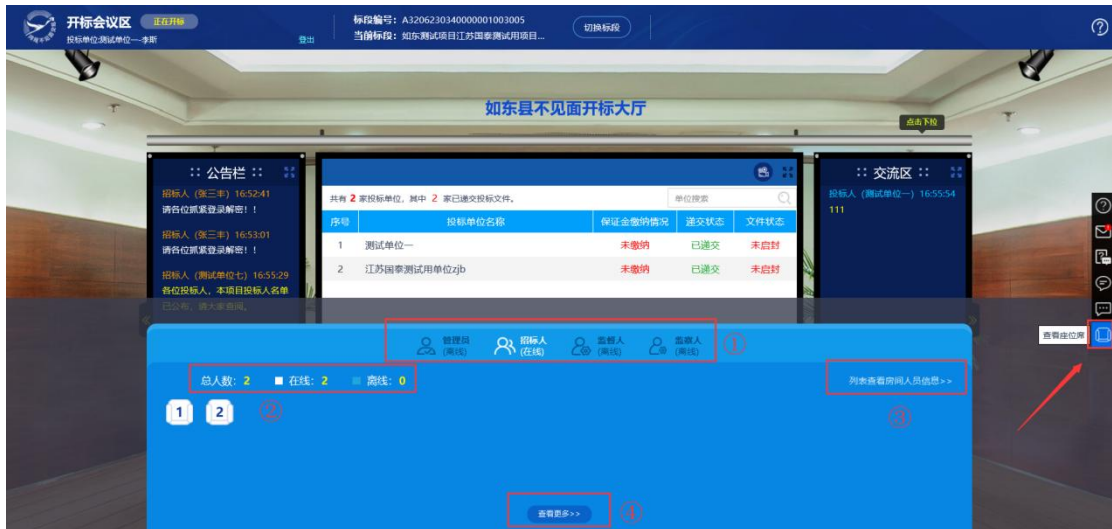 开标会议区 正在开标
投标单位:测试单位一-李斯 登出
标段编号：A3206230340000001003005
当前标段：如东测试项目江苏国泰测试用项目...
切换标段
如东县不见面开标大厅
点击下拉
:: 公告栏 ::
招标人（张三丰）16:52:41
请各位抓紧登录解密！！
招标人（张三丰）16:53:01
请各位抓紧登录解密！！
招标人（测试单位七）16:55:29
各位投标人，本项目投标人名单
已公布，请大家查阅。
共有 2 家投标单位，其中 2 家已递交投标文件。 单位搜索
序号 投标单位名称 保证金缴纳情况 递交状态 文件状态
1 测试单位一 未缴纳 已递交 未启封
2 江苏国泰测试用单位zjb 未缴纳 已递交 未启封
:: 交流区 ::
投标人（测试单位一）16:55:54
111
查看座位席
管理员 招标人 监督人 监察人 ①
(离线) (在线) (离线) (离线)
总人数：2 在线：2 离线：0
②
列表查看房间人员信息>>
③
1 2
查看更多>> ④